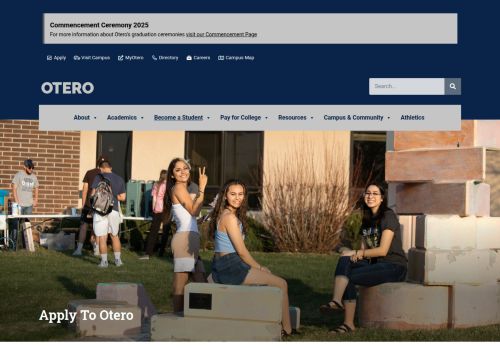 Commencement Ceremony 2025
For more information about Otero's graduation ceremonies visit our Commencement Page
Apply Visit Campus MyOtero Directory Careers Campus Map
OTERO
Search...
About Academics Become a Student Pay for College Resources Campus & Community Athletics
Apply To Otero